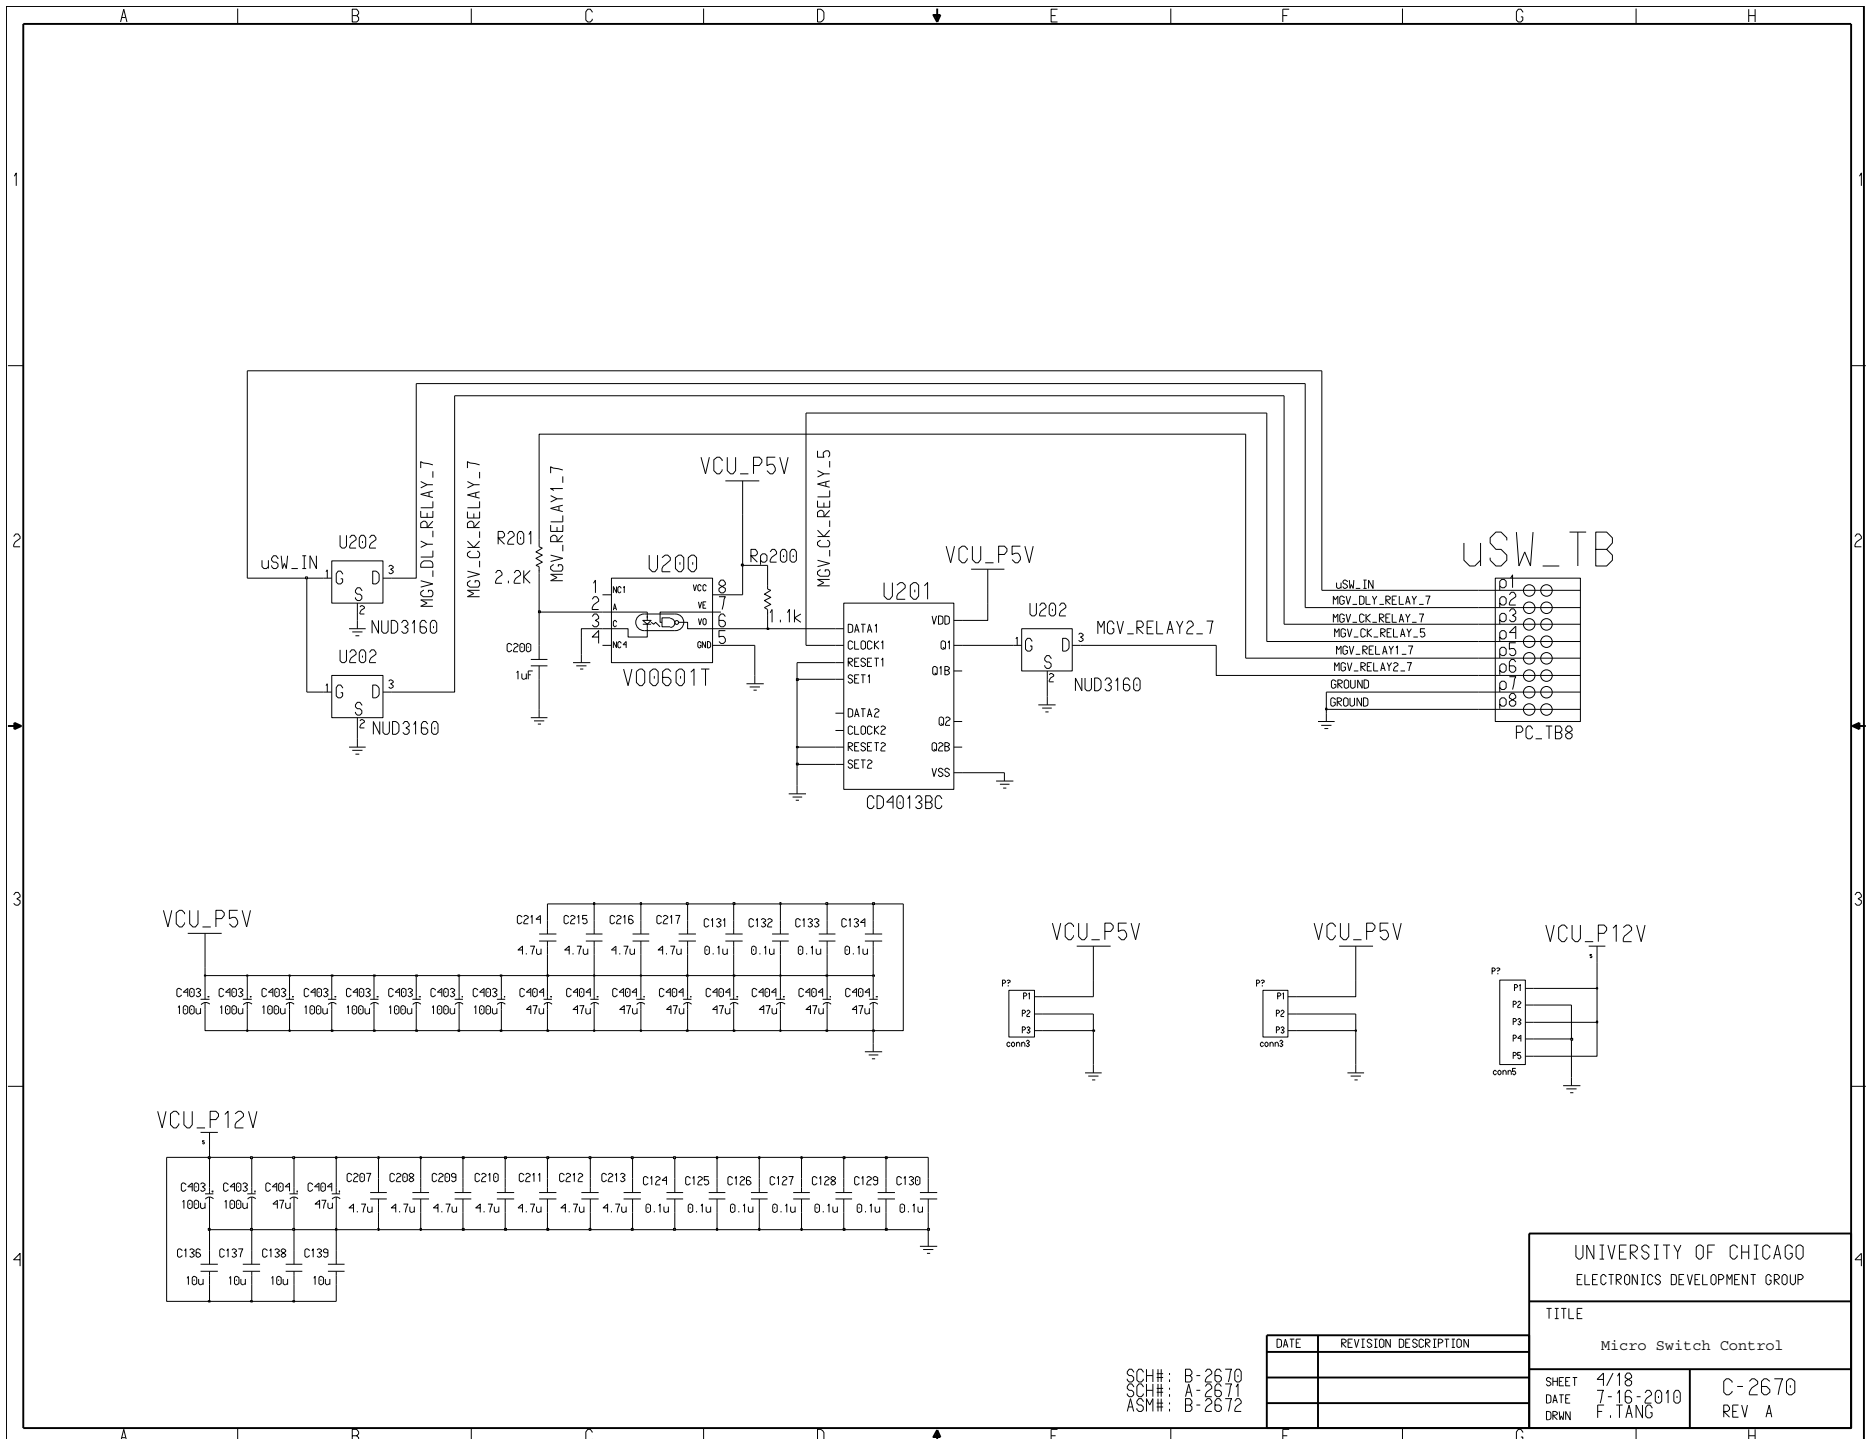 A B C D E F G H
1 1
MGV_DLY_RELAY_7
MGV_CK_RELAY_7
MGV_RELAY1_7
MGV_CK_RELAY_5
VCU_P5V
2 2
uSW_IN
U202
1 G D 3
S
2
NUD3160
U202
1 G D 3
S
2
NUD3160
R201
2.2K
C200
1uF
U200
1 NC1 VCC 8
2 A VE 7
3 C VO 6
4 NC4 GND 5
VO0601T
Rp200
1.1k
U201
DATA1
CLOCK1
RESET1
SET1
DATA2
CLOCK2
RESET2
SET2
VDD
Q1
Q1B
Q2
Q2B
VSS
CD4013BC
VCU_P5V
U202
1 G D 3
S
2
NUD3160
MGV_RELAY2_7
uSW_TB
uSW_IN p1
MGV_DLY_RELAY_7 p2
MGV_CK_RELAY_7 p3
MGV_CK_RELAY_5 p4
MGV_RELAY1_7 p5
MGV_RELAY2_7 p6
GROUND p7
GROUND p8
PC_TB8
3 3
VCU_P5V
C214 C215 C216 C217 C131 C132 C133 C134
4.7u 4.7u 4.7u 4.7u 0.1u 0.1u 0.1u 0.1u
C403 C403 C403 C403 C403 C403 C403 C403 C404 C404 C404 C404 C404 C404 C404 C404
100u 100u 100u 100u 100u 100u 100u 100u 47u 47u 47u 47u 47u 47u 47u 47u
VCU_P5V
P?
P1
P2
P3
conn3
VCU_P5V
P?
P1
P2
P3
conn3
VCU_P12V
s
P?
P1
P2
P3
P4
P5
conn5
VCU_P12V
s
C403 C403 C404 C404 C207 C208 C209 C210 C211 C212 C213 C124 C125 C126 C127 C128 C129 C130
100u 100u 47u 47u 4.7u 4.7u 4.7u 4.7u 4.7u 4.7u 4.7u 0.1u 0.1u 0.1u 0.1u 0.1u 0.1u 0.1u
4 4
C136 C137 C138 C139
10u 10u 10u 10u
UNIVERSITY OF CHICAGO
ELECTRONICS DEVELOPMENT GROUP
TITLE
Micro Switch Control
DATE REVISION DESCRIPTION
SCH#: B-2670
SCH#: A-2671
ASM#: B-2672
SHEET 4/18
DATE 7-16-2010
DRWN F.TANG
C-2670
REV A
A B C D E F G H